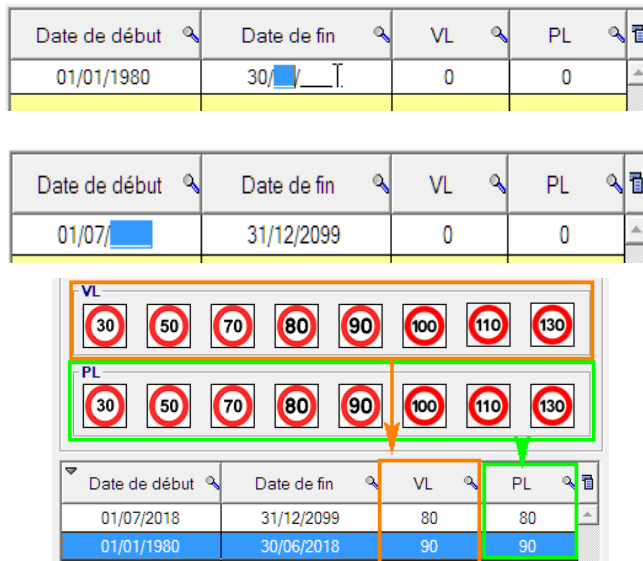 Date de début Date de fin VL PL
01/01/1980 30/__/____ 0 0
Date de début Date de fin VL PL
01/07/____ 31/12/2099 0 0
VL
30 50 70 80 90 100 110 130
PL
30 50 70 80 90 100 110 130
Date de début Date de fin VL PL
01/07/2018 31/12/2099 80 80
01/01/1980 30/06/2018 90 90